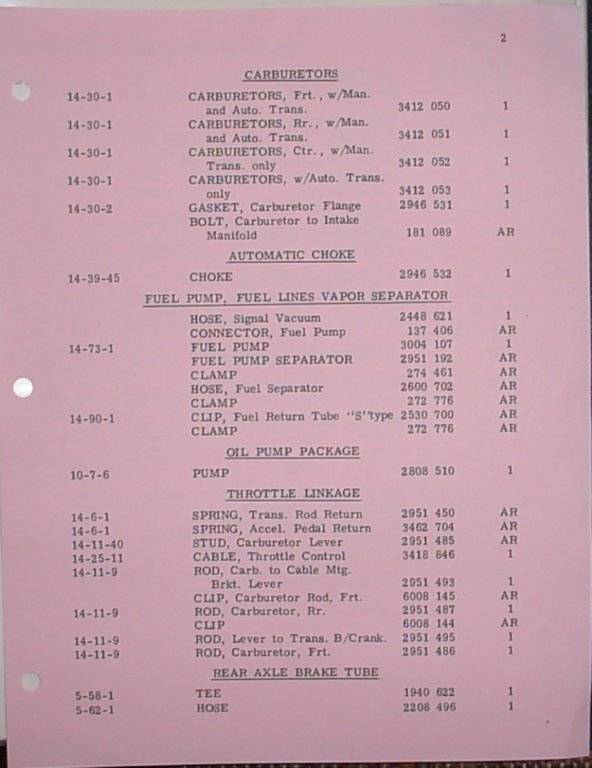 2
CARBURETORS
14-30-1 CARBURETORS, Frt., w/Man.
and Auto. Trans. 3412 050 1
14-30-1 CARBURETORS, Rr., w/Man.
and Auto. Trans. 3412 051 1
14-30-1 CARBURETORS, Ctr., w/Man.
Trans. only 3412 052 1
14-30-1 CARBURETORS, w/Auto. Trans.
only 3412 053 1
14-30-2 GASKET, Carburetor Flange 2946 531 1
BOLT, Carburetor to Intake
Manifold 181 089 AR
AUTOMATIC CHOKE
14-39-45 CHOKE 2946 532 1
FUEL PUMP, FUEL LINES VAPOR SEPARATOR
HOSE, Signal Vacuum 2448 621 1
CONNECTOR, Fuel Pump 137 406 AR
14-73-1 FUEL PUMP 3004 107 1
FUEL PUMP SEPARATOR 2951 192 AR
CLAMP 274 461 AR
HOSE, Fuel Separator 2600 702 AR
CLAMP 272 776 AR
14-90-1 CLIP, Fuel Return Tube "S"type 2530 700 AR
CLAMP 272 776 AR
OIL PUMP PACKAGE
10-7-6 PUMP 2808 510 1
THROTTLE LINKAGE
14-6-1 SPRING, Trans. Rod Return 2951 450 AR
14-6-1 SPRING, Accel. Pedal Return 3462 704 AR
14-11-40 STUD, Carburetor Lever 2951 485 AR
14-25-11 CABLE, Throttle Control 3418 846 1
14-11-9 ROD, Carb. to Cable Mtg.
Brkt. Lever 2951 493 1
CLIP, Carburetor Rod, Frt. 6008 145 AR
14-11-9 ROD, Carburetor, Rr. 2951 487 1
CLIP 6008 144 AR
14-11-9 ROD, Lever to Trans. B/Crank. 2951 495 1
14-11-9 ROD, Carburetor, Frt. 2951 486 1
REAR AXLE BRAKE TUBE
5-58-1 TEE 1940 622 1
5-62-1 HOSE 2208 496 1